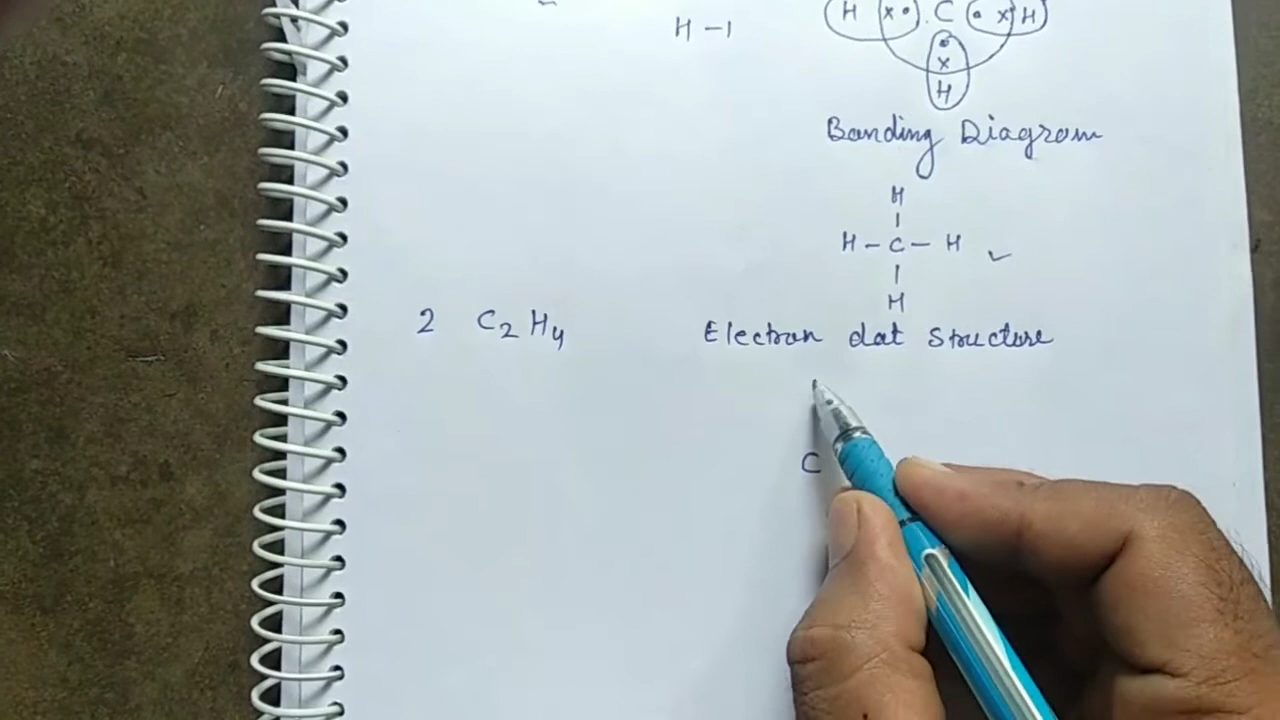 H x • . C • x H
H - 1
•
x
H
Bonding Diagram
H
H - C - H ✓
H
2 C₂H₄ Electron dot Structure
C